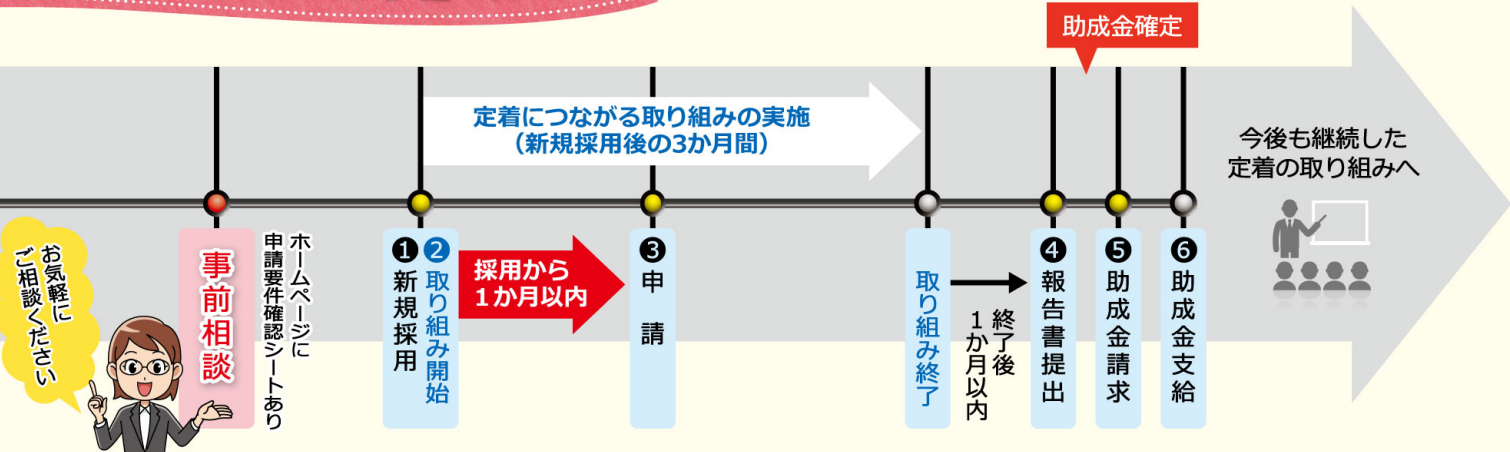 助成金確定
定着につながる取り組みの実施
（新規採用後の3か月間）
今後も継続した
定着の取り組みへ
お気軽に
ご相談ください
事前相談
ホームページに
申請要件確認シートあり
❶新規採用
❷取り組み開始
採用から
１か月以内
❸申請
取り組み終了
終了後
１か月以内
❹報告書提出
❺助成金請求
❻助成金支給